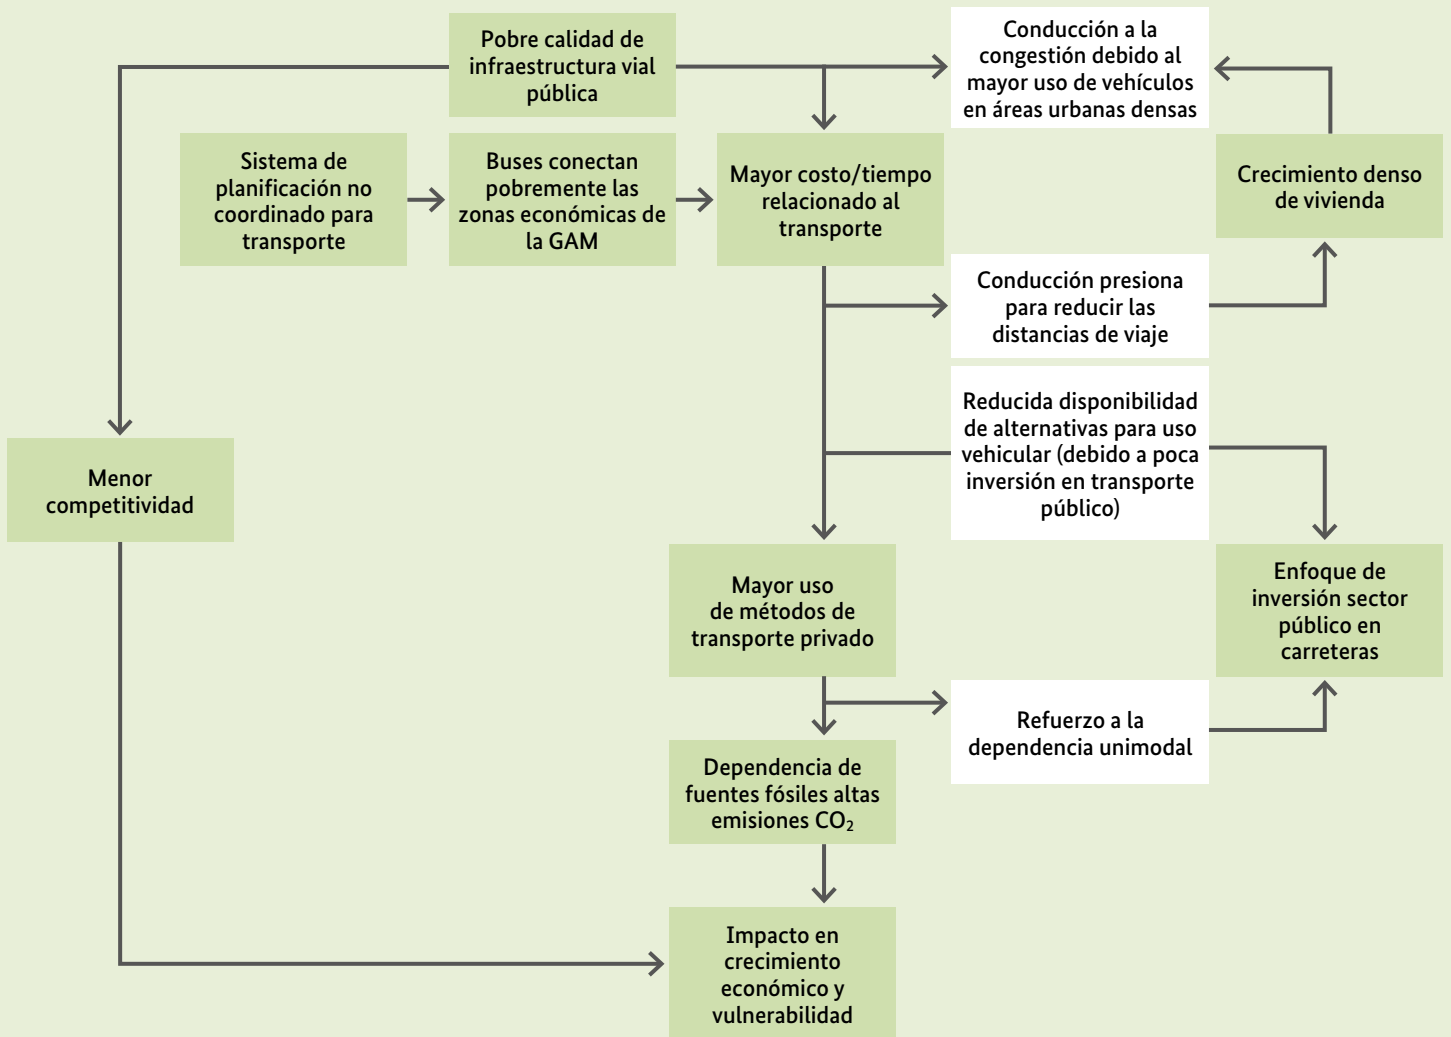 Pobre calidad de
infraestructura vial
pública
Conducción a la
congestión debido al
mayor uso de vehículos
en áreas urbanas densas
Sistema de
planificación no
coordinado para
transporte
Buses conectan
pobremente las
zonas económicas de
la GAM
Mayor costo/tiempo
relacionado al
transporte
Crecimiento denso
de vivienda
Conducción presiona
para reducir las
distancias de viaje
Reducida disponibilidad
de alternativas para uso
vehicular (debido a poca
inversión en transporte
público)
Menor
competitividad
Mayor uso
de métodos de
transporte privado
Enfoque de
inversión sector
público en
carreteras
Refuerzo a la
dependencia unimodal
Dependencia de
fuentes fósiles altas
emisiones CO₂
Impacto en
crecimiento
económico y
vulnerabilidad